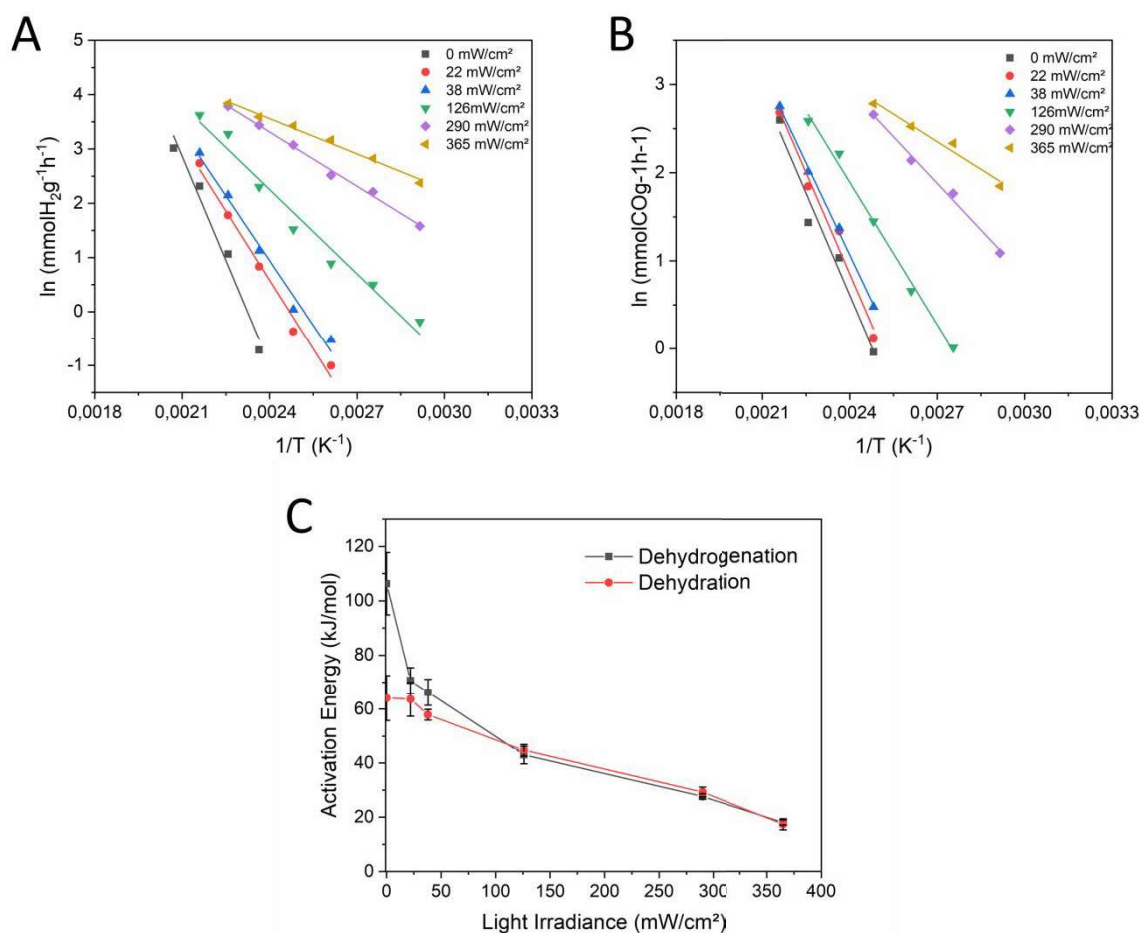 A
ln (mmolH₂g⁻¹h⁻¹)
5
4
3
2
1
0
-1
0 mW/cm²
22 mW/cm²
38 mW/cm²
126mW/cm²
290 mW/cm²
365 mW/cm²
0,0018 0,0021 0,0024 0,0027 0,0030 0,0033
1/T (K⁻¹)
B
ln (mmolCOg-1h-1)
3
2
1
0
0 mW/cm²
22 mW/cm²
38 mW/cm²
126mW/cm²
290 mW/cm²
365 mW/cm²
0,0018 0,0021 0,0024 0,0027 0,0030 0,0033
1/T (K⁻¹)
C
Activation Energy (kJ/mol)
120
100
80
60
40
20
0
Dehydrogenation
Dehydration
0 50 100 150 200 250 300 350 400
Light Irradiance (mW/cm²)